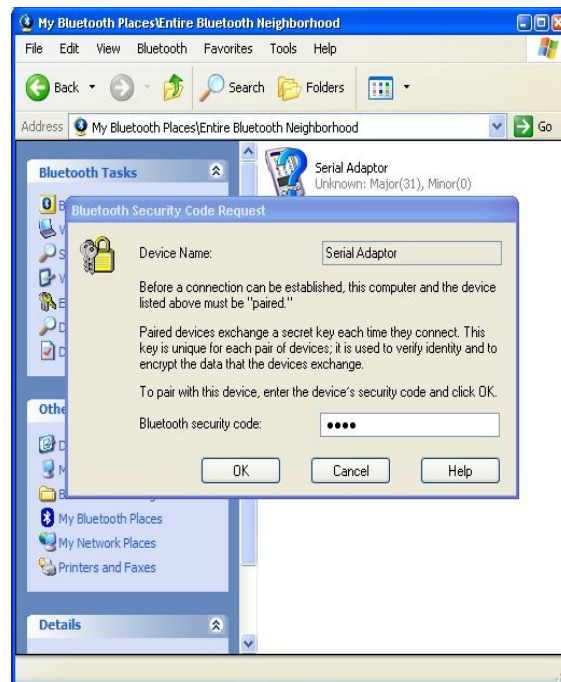 My Bluetooth Places\Entire Bluetooth Neighborhood
File Edit View Bluetooth Favorites Tools Help
Back Search Folders
Address My Bluetooth Places\Entire Bluetooth Neighborhood Go
Bluetooth Tasks
Serial Adaptor
Unknown: Major(31), Minor(0)
Bluetooth Security Code Request
Device Name: Serial Adaptor
Before a connection can be established, this computer and the device
listed above must be "paired."
Paired devices exchange a secret key each time they connect. This
key is unique for each pair of devices; it is used to verify identity and to
encrypt the data that the devices exchange.
To pair with this device, enter the device's security code and click OK.
Bluetooth security code: ••••
OK Cancel Help
My Bluetooth Places
My Network Places
Printers and Faxes
Details